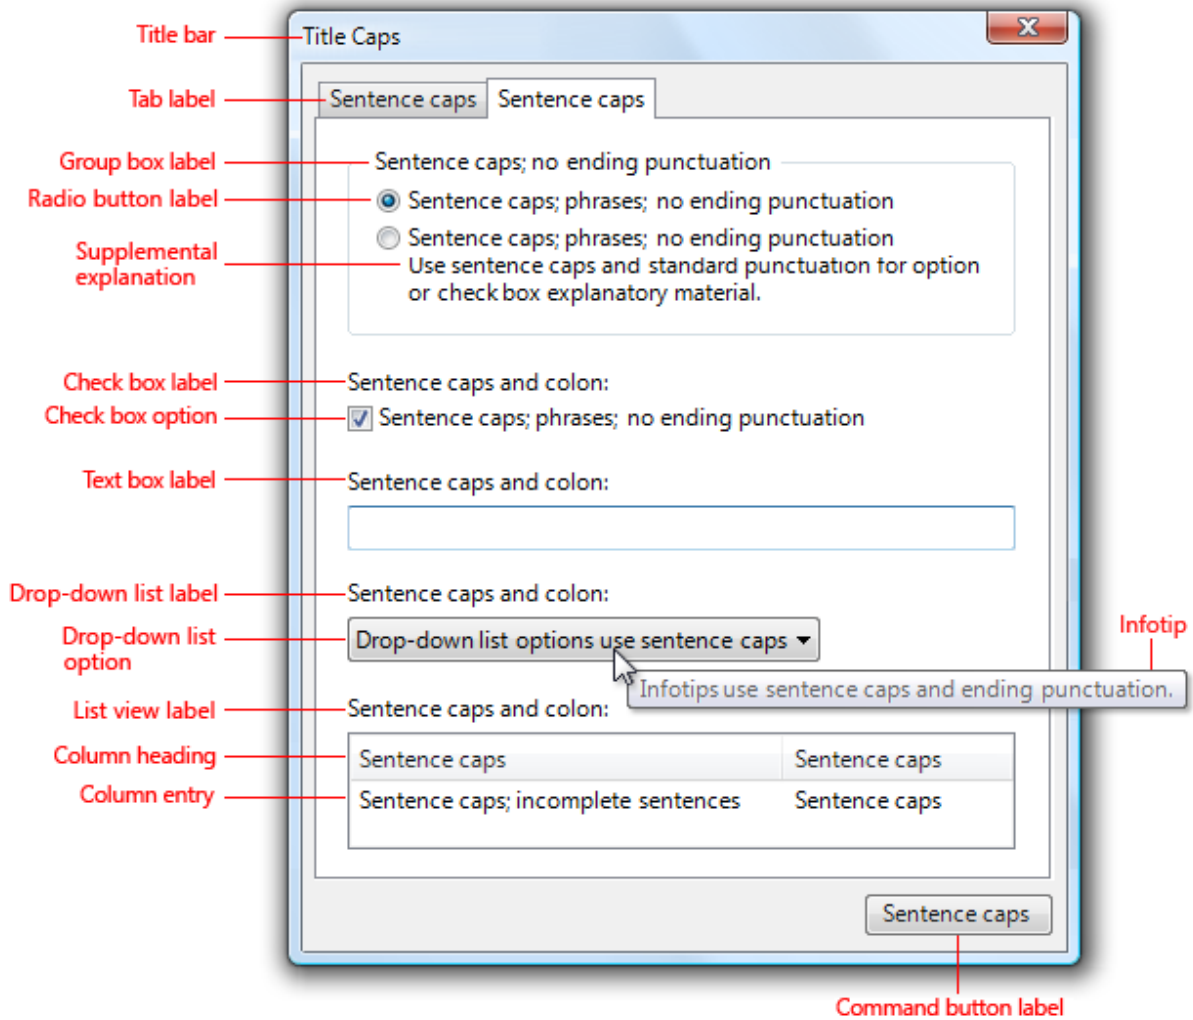 Title bar
Title Caps
X
Tab label
Sentence caps
Sentence caps
Group box label
Sentence caps; no ending punctuation
Radio button label
Sentence caps; phrases; no ending punctuation
Sentence caps; phrases; no ending punctuation
Supplemental
explanation
Use sentence caps and standard punctuation for option
or check box explanatory material.
Check box label
Sentence caps and colon:
Check box option
Sentence caps; phrases; no ending punctuation
Text box label
Sentence caps and colon:
Drop-down list label
Sentence caps and colon:
Drop-down list
option
Drop-down list options use sentence caps
Infotip
Infotips use sentence caps and ending punctuation.
List view label
Sentence caps and colon:
Column heading
Sentence caps
Sentence caps
Column entry
Sentence caps; incomplete sentences
Sentence caps
Sentence caps
Command button label